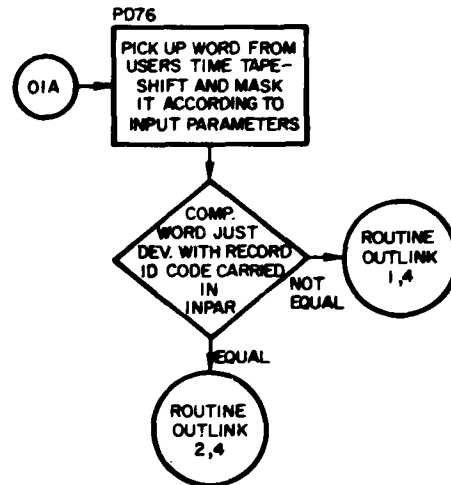 PD76
PICK UP WORD FROM
USERS TIME TAPE-
SHIFT AND MASK
IT ACCORDING TO
INPUT PARAMETERS
01A
COMP.
WORD JUST
DEV. WITH RECORD
ID CODE CARRIED
IN
INPAR
NOT
EQUAL
ROUTINE
OUTLINK
1,4
EQUAL
ROUTINE
OUTLINK
2,4